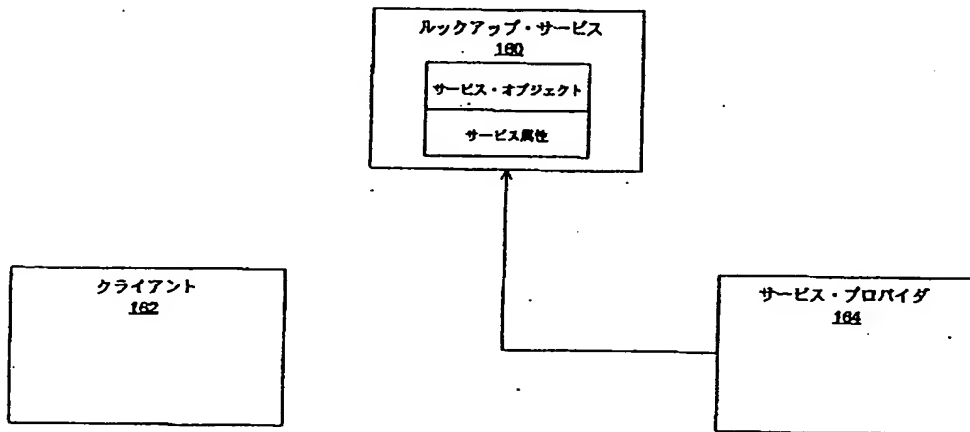 ルックアップ・サービス
160
サービス・オブジェクト
サービス属性
クライアント
162
サービス・プロバイダ
164